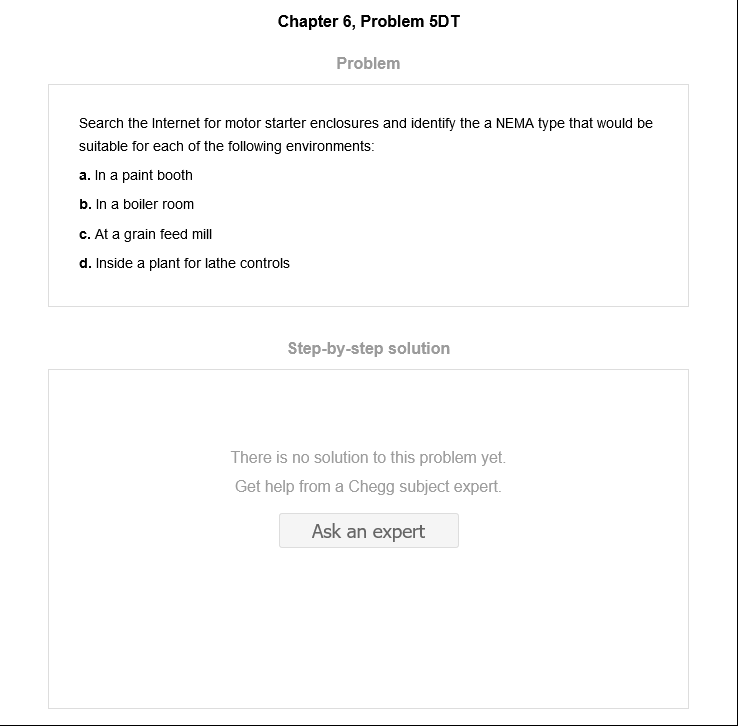 Chapter 6, Problem 5DT
Problem
Search the Internet for motor starter enclosures and identify the a NEMA type that would be
suitable for each of the following environments:
a. In a paint booth
b. In a boiler room
c. At a grain feed mill
d. Inside a plant for lathe controls
Step-by-step solution
There is no solution to this problem yet.
Get help from a Chegg subject expert.
Ask an expert